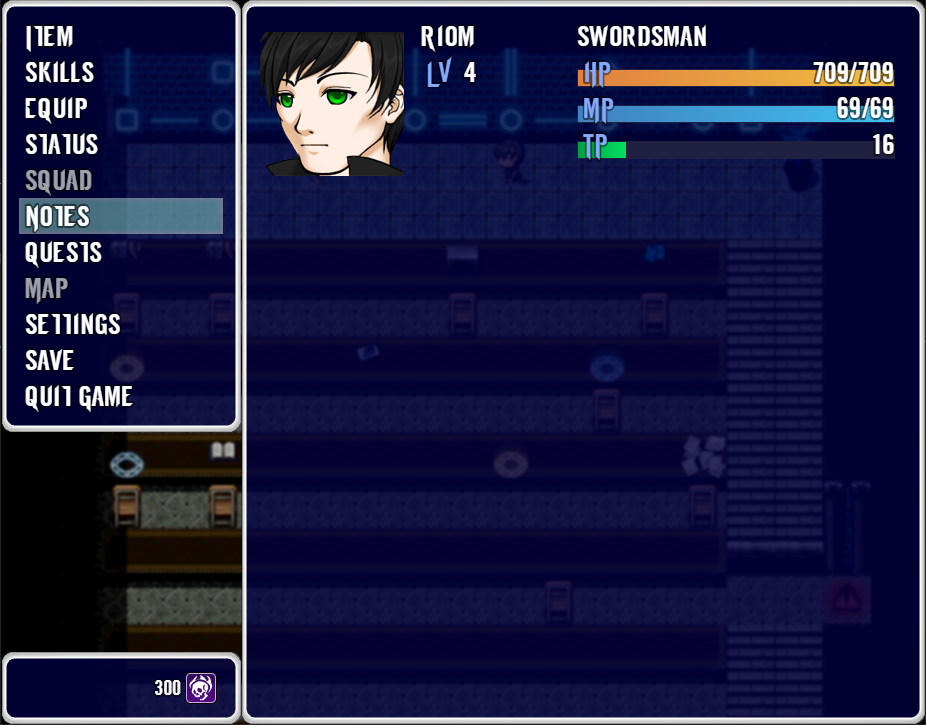 ITEM
SKILLS
EQUIP
STATUS
SQUAD
NOTES
QUESTS
MAP
SETTINGS
SAVE
QUIT GAME
300
RIOM
LV 4
SWORDSMAN
HP 709/709
MP 69/69
TP 16